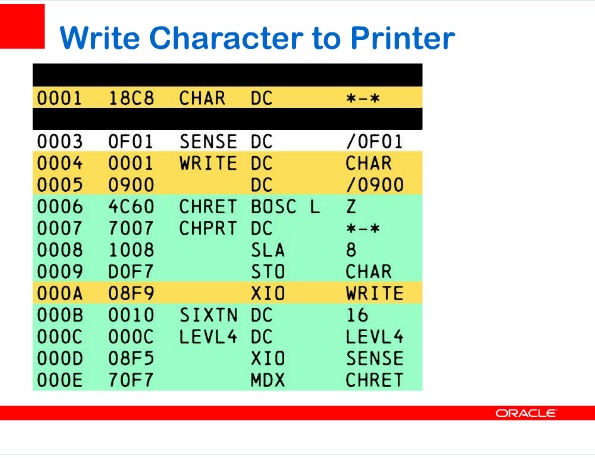 Write Character to Printer
0001 18C8 CHAR DC *-*
0003 0F01 SENSE DC /0F01
0004 0001 WRITE DC CHAR
0005 0900 DC /0900
0006 4C60 CHRET BOSC L Z
0007 7007 CHPRT DC *-*
0008 1008 SLA 8
0009 D0F7 STO CHAR
000A 08F9 XIO WRITE
000B 0010 SIXTN DC 16
000C 000C LEVL4 DC LEVL4
000D 08F5 XIO SENSE
000E 70F7 MDX CHRET
ORACLE